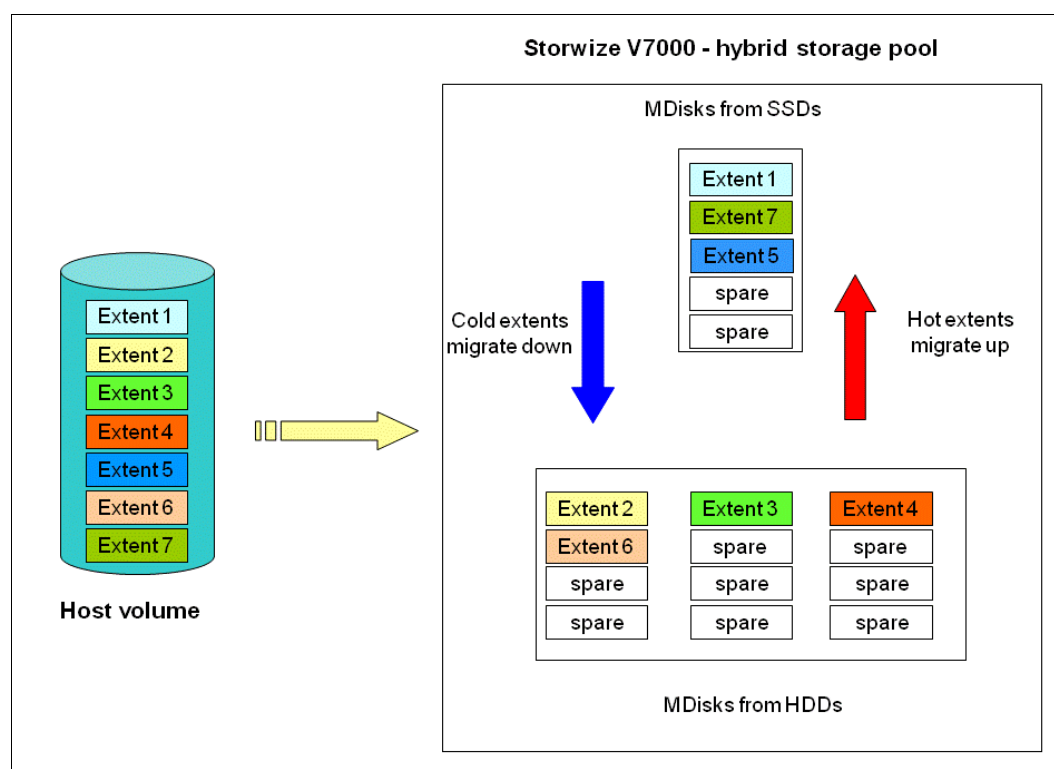 Storwize V7000 - hybrid storage pool
MDisks from SSDs
Extent 1
Extent 7
Extent 5
spare
spare
Cold extents
migrate down
Hot extents
migrate up
Extent 1
Extent 2
Extent 3
Extent 4
Extent 5
Extent 6
Extent 7
Host volume
Extent 2
Extent 3
Extent 4
Extent 6
spare
spare
spare
spare
spare
spare
spare
spare
MDisks from HDDs